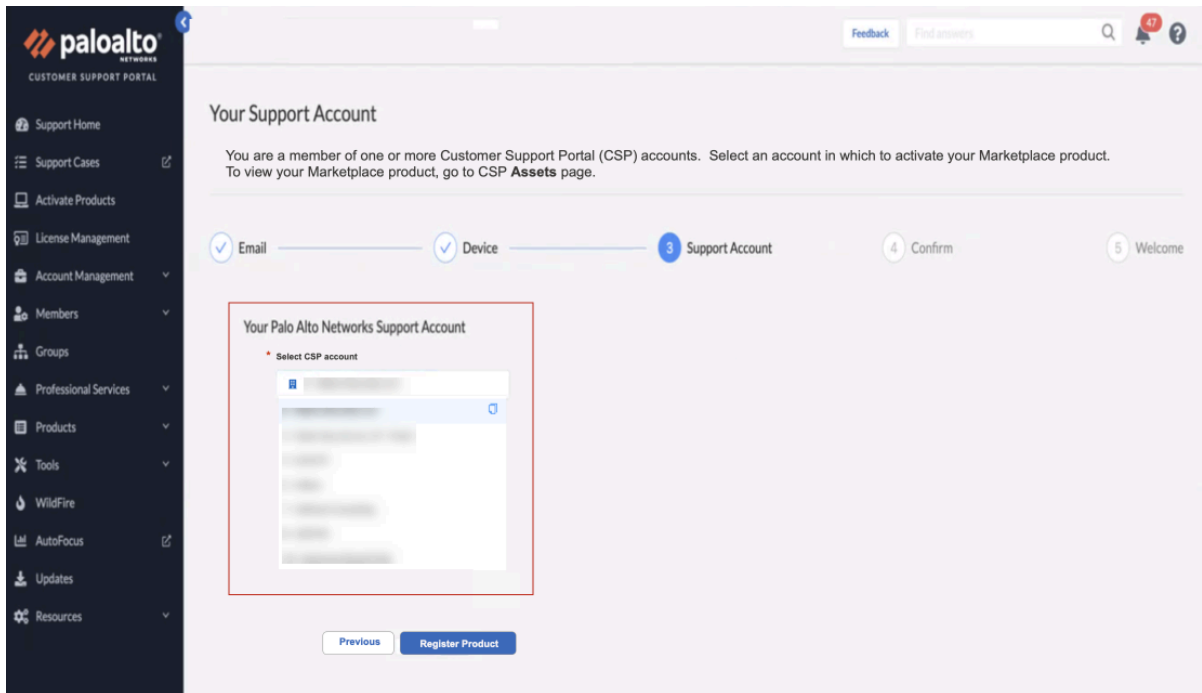 paloalto
NETWORKS
CUSTOMER SUPPORT PORTAL
Support Home
Support Cases
Activate Products
License Management
Account Management
Members
Groups
Professional Services
Products
Tools
WildFire
AutoFocus
Updates
Resources
Feedback
Find answers
47
Your Support Account
You are a member of one or more Customer Support Portal (CSP) accounts. Select an account in which to activate your Marketplace product.
To view your Marketplace product, go to CSP Assets page.
Email
Device
3 Support Account
4 Confirm
5 Welcome
Your Palo Alto Networks Support Account
* Select CSP account
Previous
Register Product